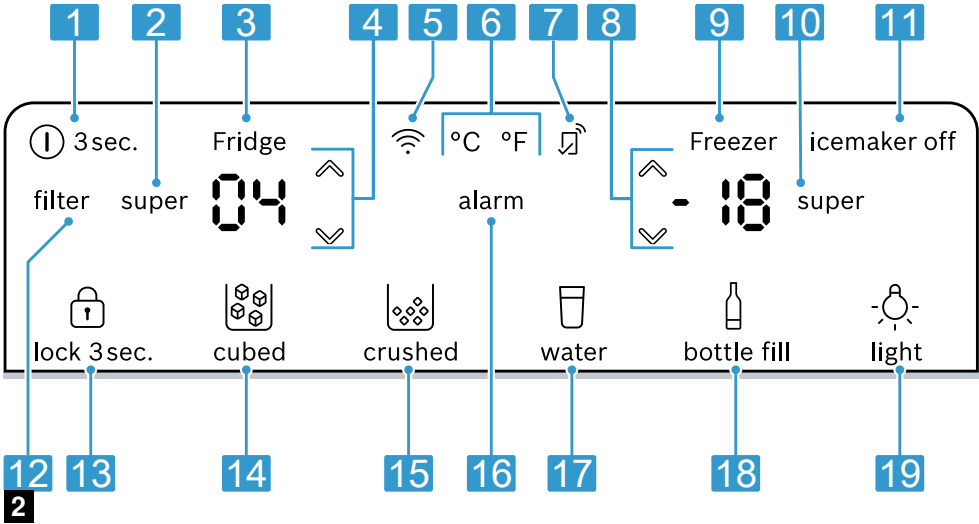 1 2 3 4 5 6 7 8 9 10 11
3 sec. Fridge °C °F Freezer icemaker off
filter super 04 alarm -18 super
lock 3 sec. cubed crushed water bottle fill light
12 13 14 15 16 17 18 19
2